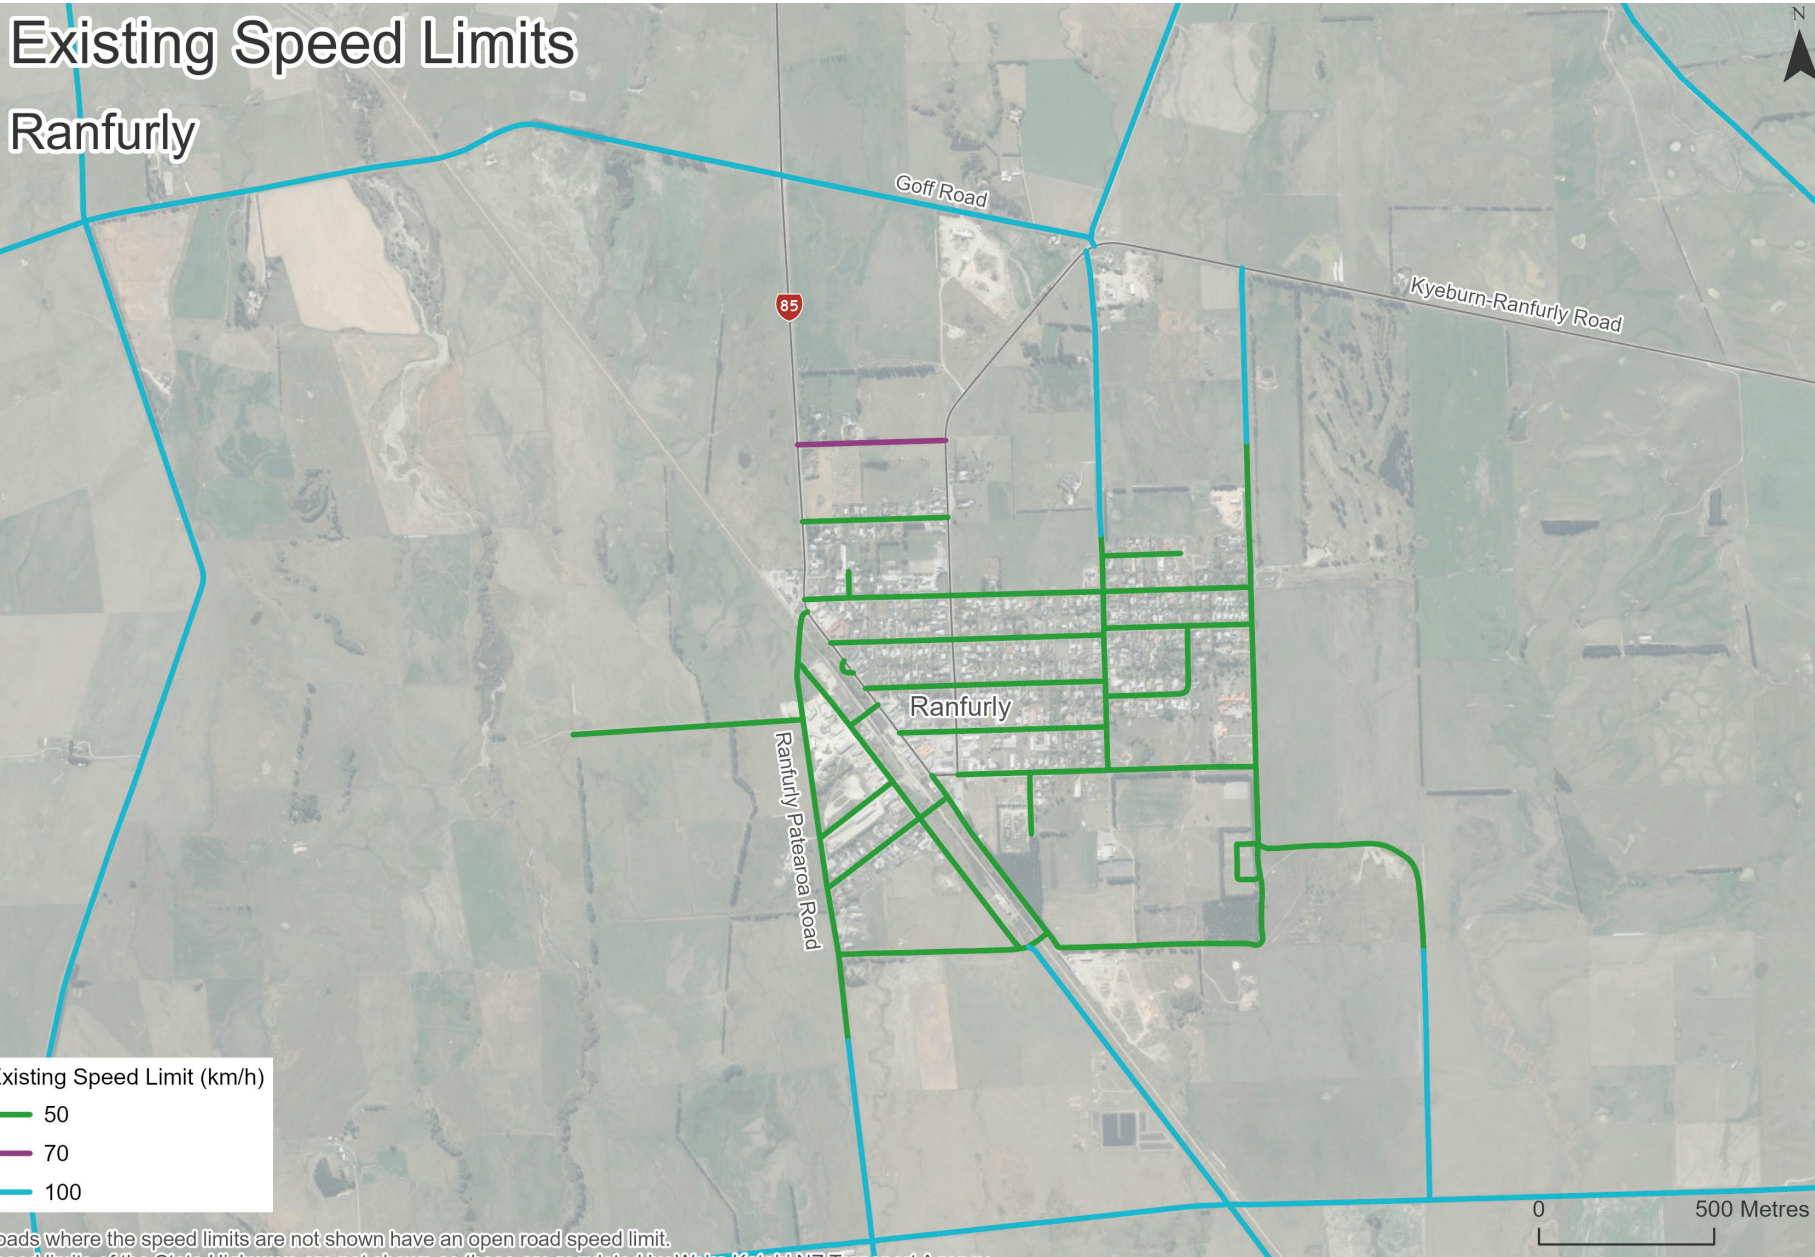 Existing Speed Limits
Ranfurly
N
Goff Road
85
Kyeburn-Ranfurly Road
Ranfurly
Ranfurly Patearoa Road
Existing Speed Limit (km/h)
50
70
100
0 500 Metres
oads where the speed limits are not shown have an open road speed limit.